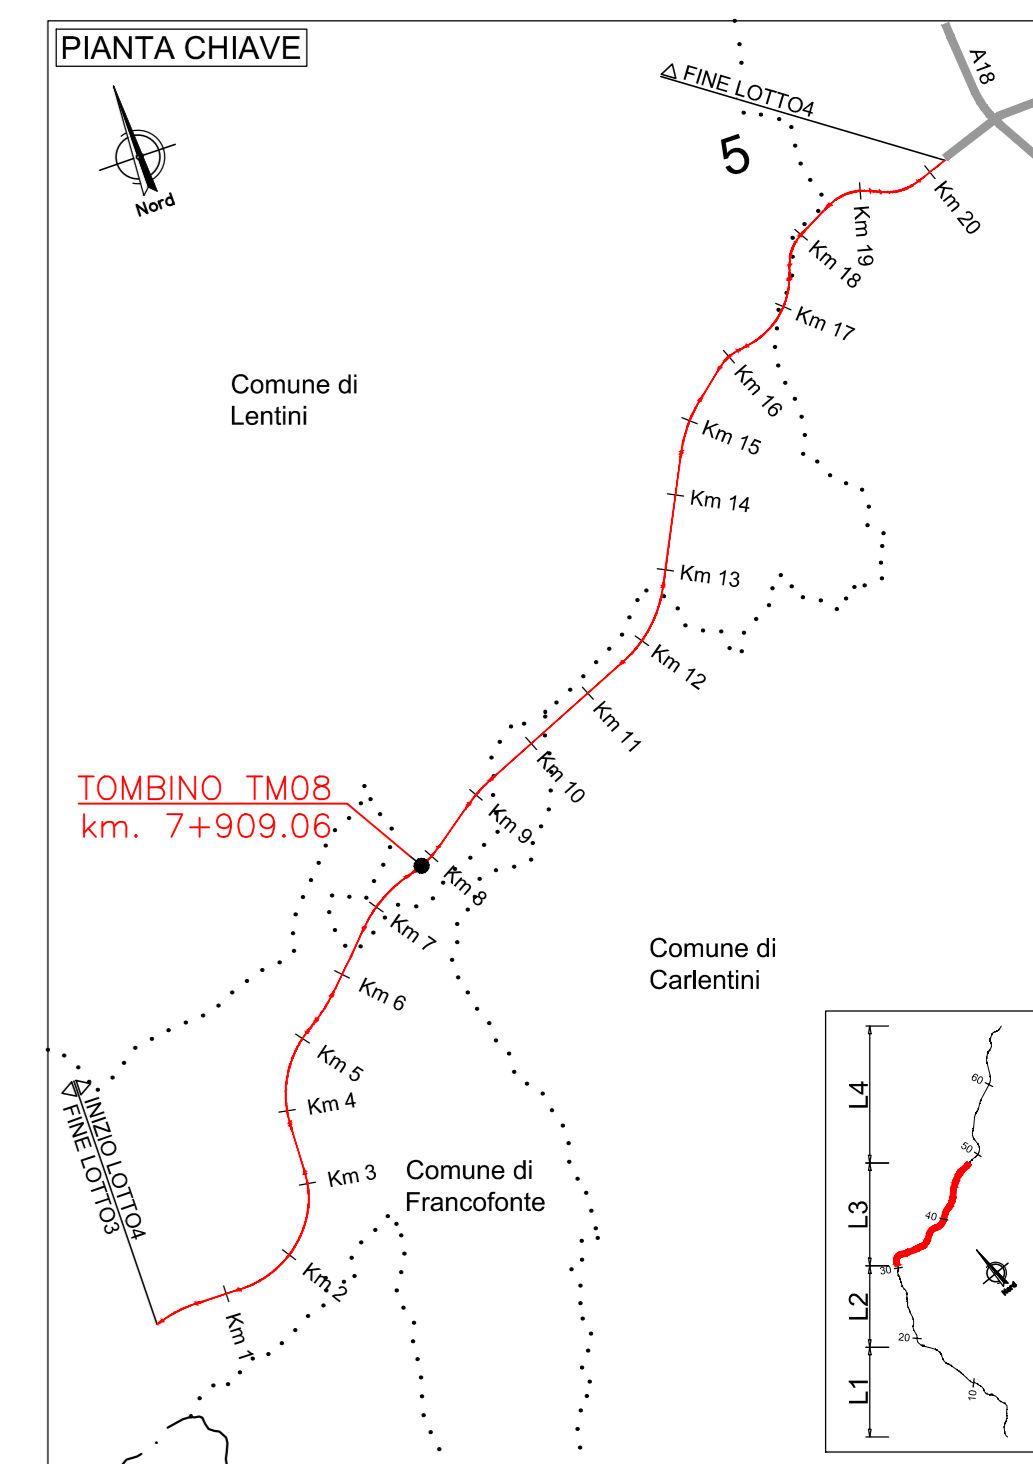 PIANTA CHIAVE
Nord
FINE LOTTO4
A18
5
Km 20
Km 19
Km 18
Km 17
Km 16
Km 15
Km 14
Km 13
Km 12
Km 11
Km 10
Km 9
Km 8
Km 7
Km 6
Km 5
Km 4
Km 3
Km 2
Km 1
Comune di
Lentini
TOMBINO TM08
km. 7+909.06
Comune di
Carlentini
Comune di
Francofonte
INIZIO LOTTO4
FINE LOTTO3
L4
L3
L2
L1
60
50
40
30
20
10
Nord